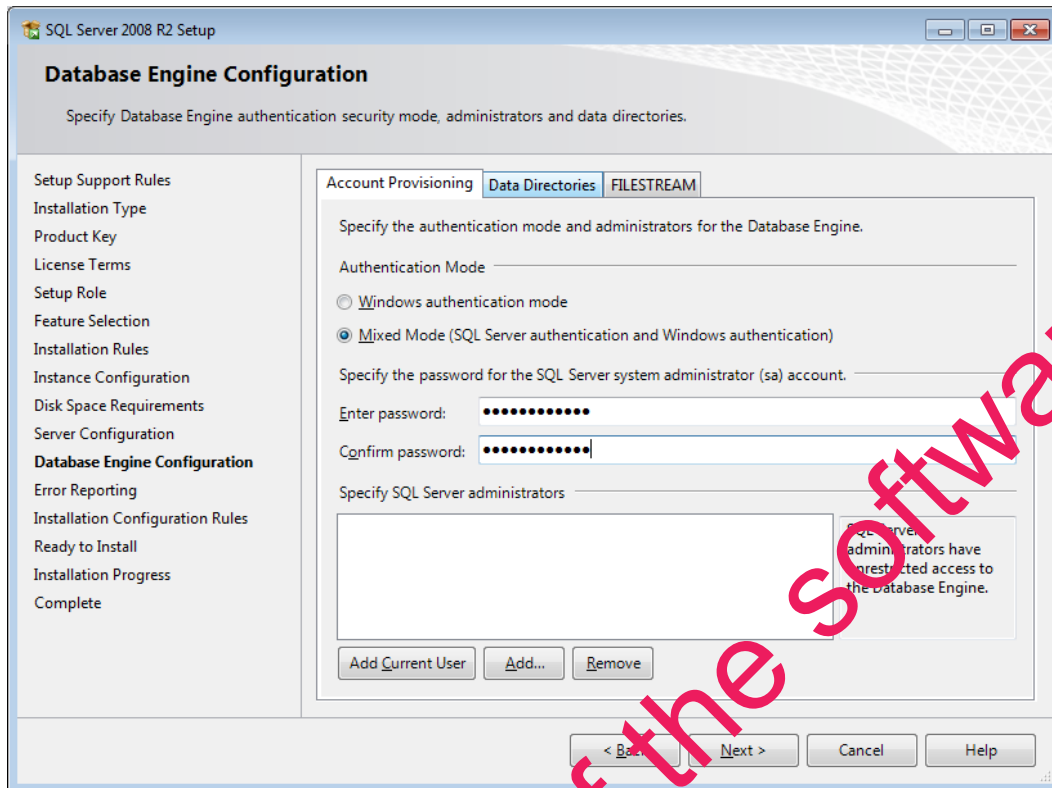 SQL Server 2008 R2 Setup
Database Engine Configuration
Specify Database Engine authentication security mode, administrators and data directories.
Setup Support Rules
Installation Type
Product Key
License Terms
Setup Role
Feature Selection
Installation Rules
Instance Configuration
Disk Space Requirements
Server Configuration
Database Engine Configuration
Error Reporting
Installation Configuration Rules
Ready to Install
Installation Progress
Complete
Account Provisioning Data Directories FILESTREAM
Specify the authentication mode and administrators for the Database Engine.
Authentication Mode
Windows authentication mode
Mixed Mode (SQL Server authentication and Windows authentication)
Specify the password for the SQL Server system administrator (sa) account.
Enter password: ••••••••••••
Confirm password: ••••••••••••
Specify SQL Server administrators
SQL Server
administrators have
unrestricted access to
the Database Engine.
Add Current User Add... Remove
< Back Next > Cancel Help
the softwa